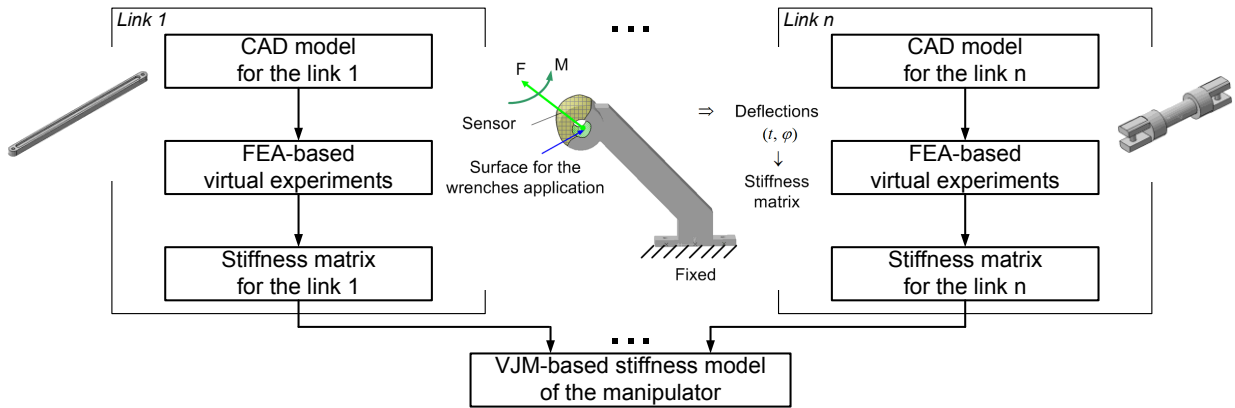 Link 1
CAD model
for the link 1
FEA-based
virtual experiments
Stiffness matrix
for the link 1
...
F
M
Sensor
Surface for the
wrenches application
Fixed
⇒ Deflections
(t, φ)
↓
Stiffness
matrix
Link n
CAD model
for the link n
FEA-based
virtual experiments
Stiffness matrix
for the link n
...
VJM-based stiffness model
of the manipulator